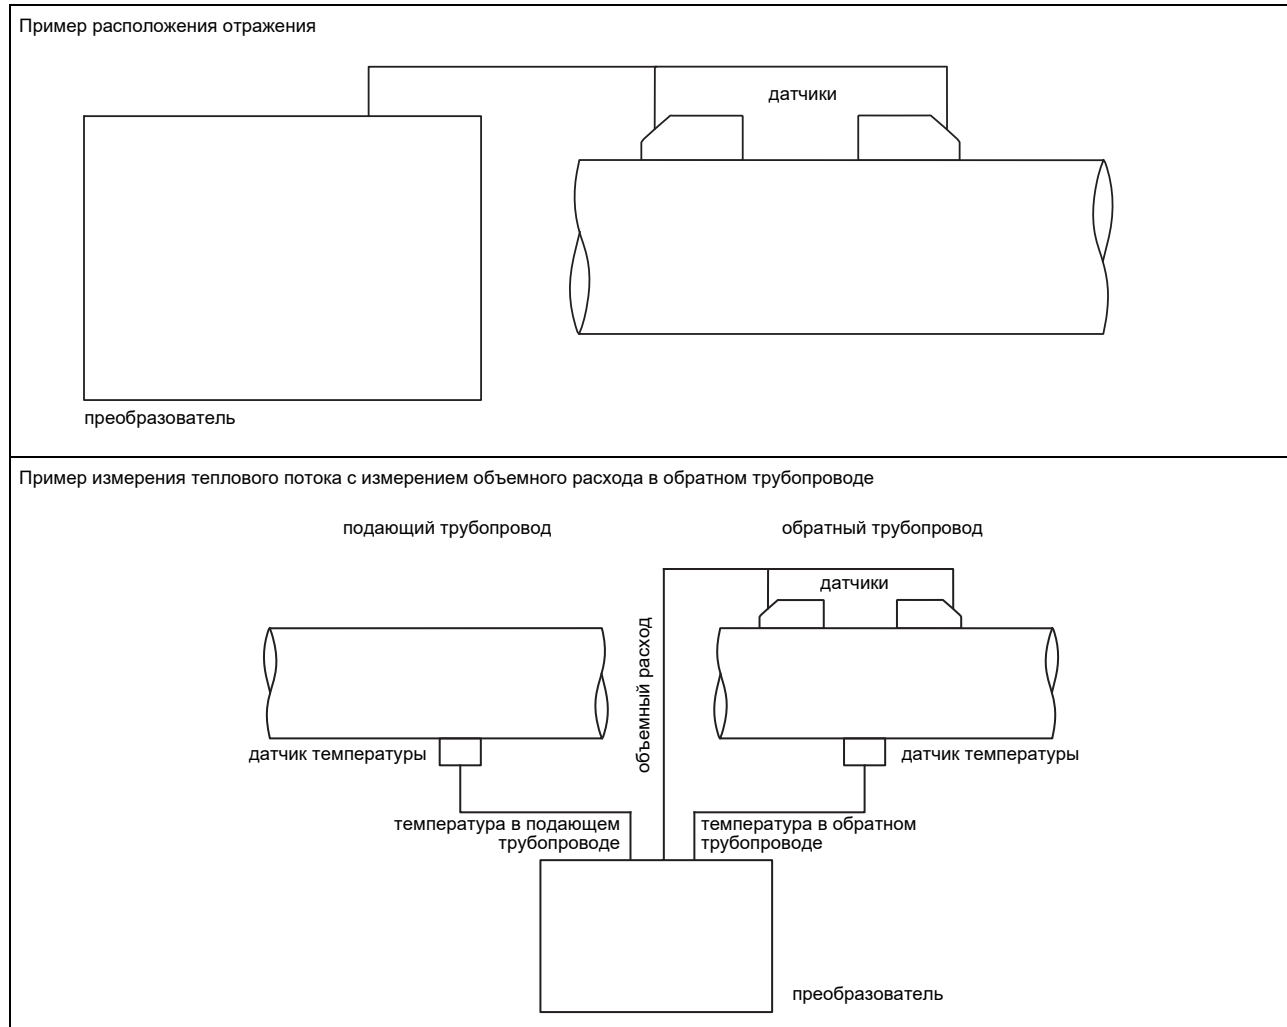 Пример расположения отражения
датчики
преобразователь
Пример измерения теплового потока с измерением объемного расхода в обратном трубопроводе
подающий трубопровод
обратный трубопровод
датчики
объемный расход
датчик температуры
датчик температуры
температура в подающем
трубопроводе
температура в обратном
трубопроводе
преобразователь